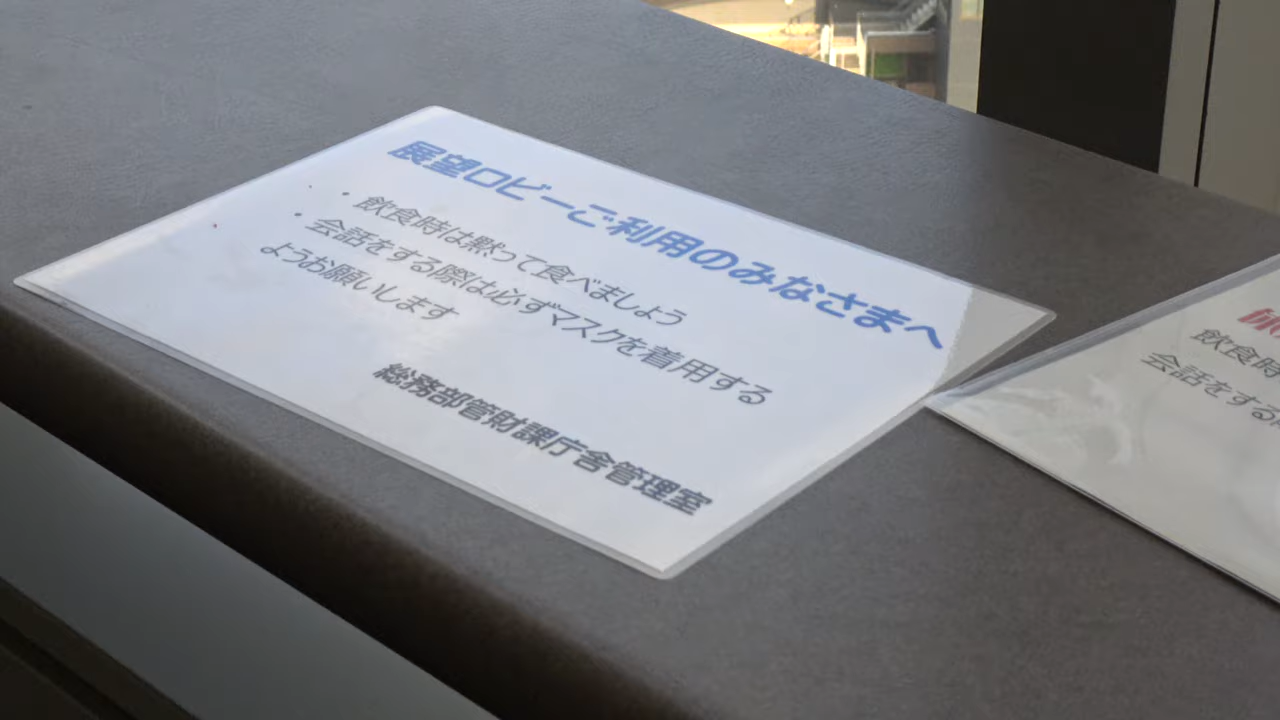 展望ロビーご利用のみなさまへ
・飲食時は黙って食べましょう
・会話をする際は必ずマスクを着用する
ようお願いします
総務部管財課庁舎管理室
飲食時
会話をする